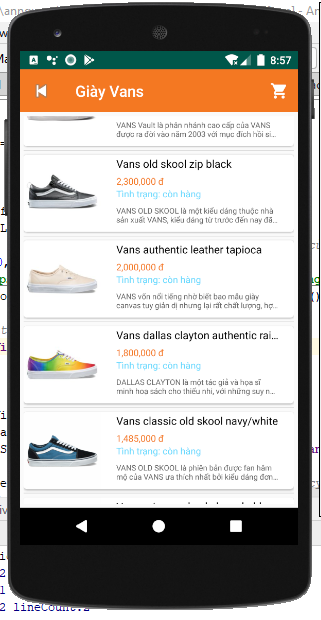 8:57
Giày Vans
VANS Vault là phân nhánh cao cấp của VANS
được ra đời vào năm 2003 với mục đích hồi si...
Vans old skool zip black
2,300,000 đ
Tình trạng: còn hàng
VANS OLD SKOOL là một kiểu dáng thuộc nhà
sản xuất VANS, kiểu dáng từ trước đến nay đã...
Vans authentic leather tapioca
2,000,000 đ
Tình trạng: còn hàng
VANS vốn nổi tiếng nhờ biết bao mẫu giày
canvas tuy giản dị nhưng lại rất chất lượng, hợ...
Vans dallas clayton authentic rai...
1,800,000 đ
Tình trạng: còn hàng
DALLAS CLAYTON là một tác giả và họa sĩ
minh họa sách cho thiếu nhi, với những suy n...
Vans classic old skool navy/white
1,485,000 đ
Tình trạng: còn hàng
VANS OLD SKOOL là phiên bản được fan hâm
mộ của VANS ưa thích nhất bởi kiểu dáng đơn...
2 lineCount:2